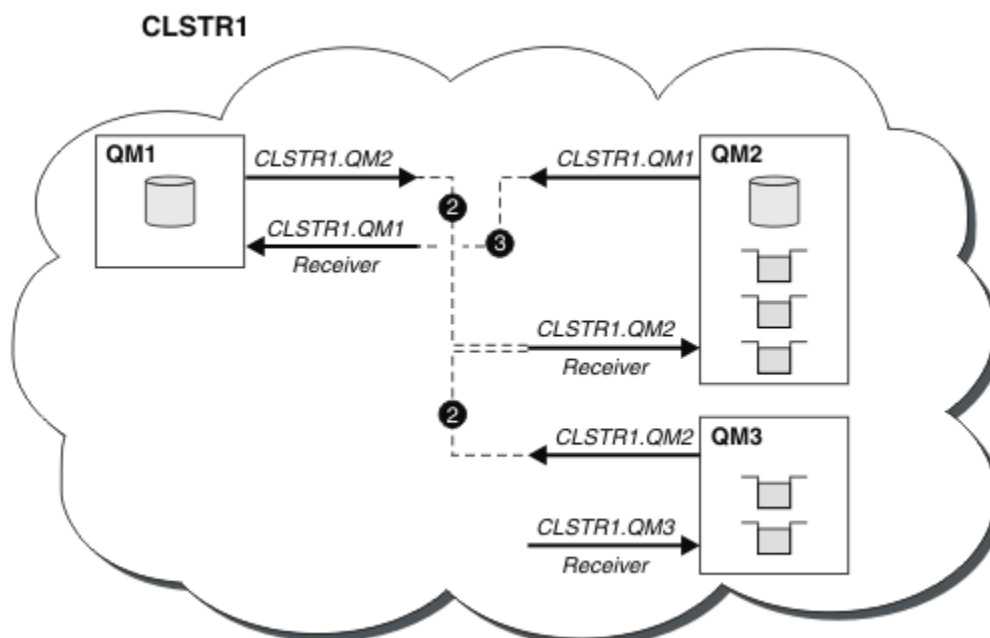 CLSTR1
QM1
CLSTR1.QM2
CLSTR1.QM1
QM2
2
CLSTR1.QM1
3
Receiver
CLSTR1.QM2
Receiver
2
CLSTR1.QM2
QM3
CLSTR1.QM3
Receiver